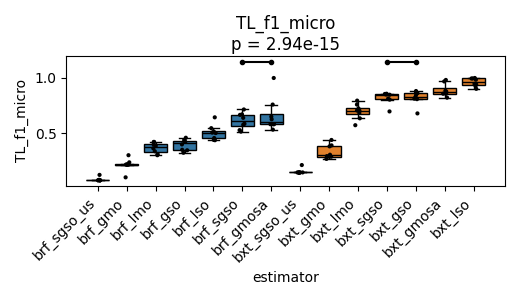 TL_f1_micro
p = 2.94e-15
TL_f1_micro
1.0
0.5
brf_sgso_us
brf_gmo
brf_lmo
brf_gso
brf_lso
brf_sgso
brf_gmosa
bxt_sgso_us
bxt_gmo
bxt_lmo
bxt_sgso
bxt_gso
bxt_gmosa
bxt_lso
estimator